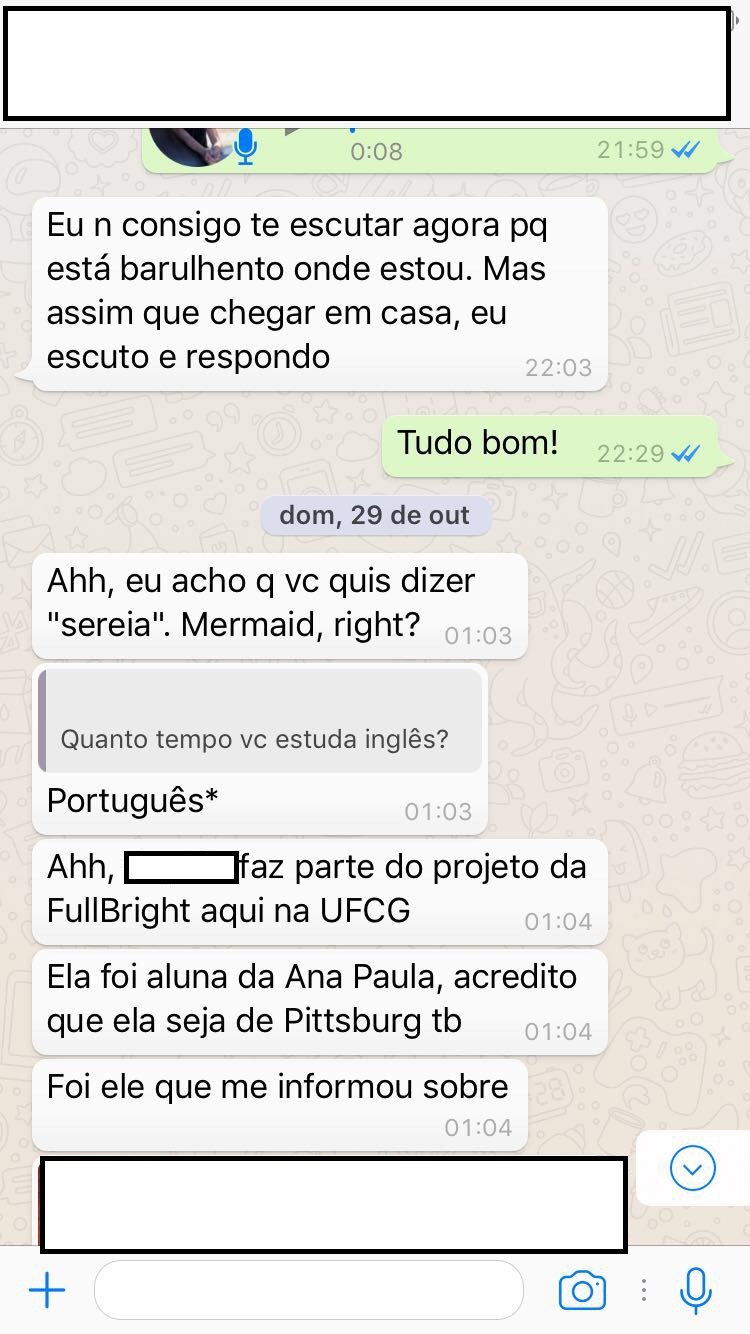 0:08
21:59
Eu n consigo te escutar agora pq
está barulhento onde estou. Mas
assim que chegar em casa, eu
escuto e respondo
22:03
Tudo bom!
22:29
dom, 29 de out
Ahh, eu acho q vc quis dizer
"sereia". Mermaid, right?
01:03
Quanto tempo vc estuda inglês?
Português*
01:03
Ahh, faz parte do projeto da
FullBright aqui na UFCG
01:04
Ela foi aluna da Ana Paula, acredito
que ela seja de Pittsburg tb
01:04
Foi ele que me informou sobre
01:04